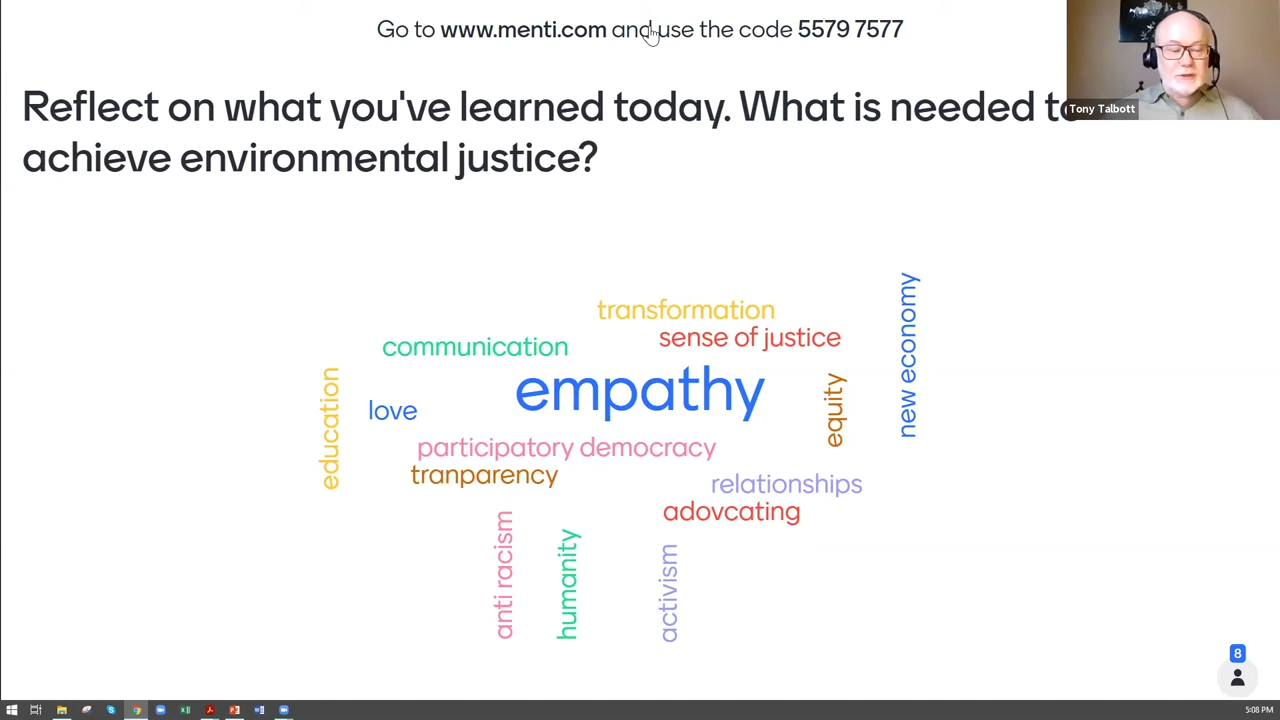 Go to www.menti.com and use the code 5579 7577
Tony Talbott
Reflect on what you've learned today. What is needed to
achieve environmental justice?
transformation
sense of justice
communication
new economy
empathy
education
love
equity
participatory democracy
tranparency
relationships
adovcating
anti racism
humanity
activism
8
5:08 PM